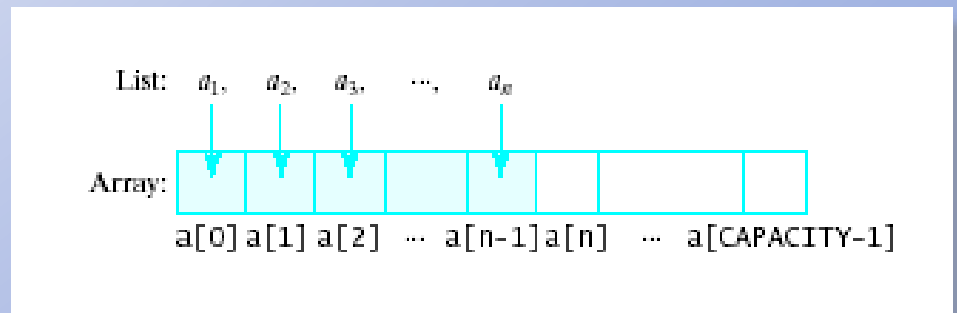 List: a₁, a₂, a₃, ···, aₙ
Array:
a[0] a[1] a[2] ··· a[n-1] a[n] ··· a[CAPACITY-1]